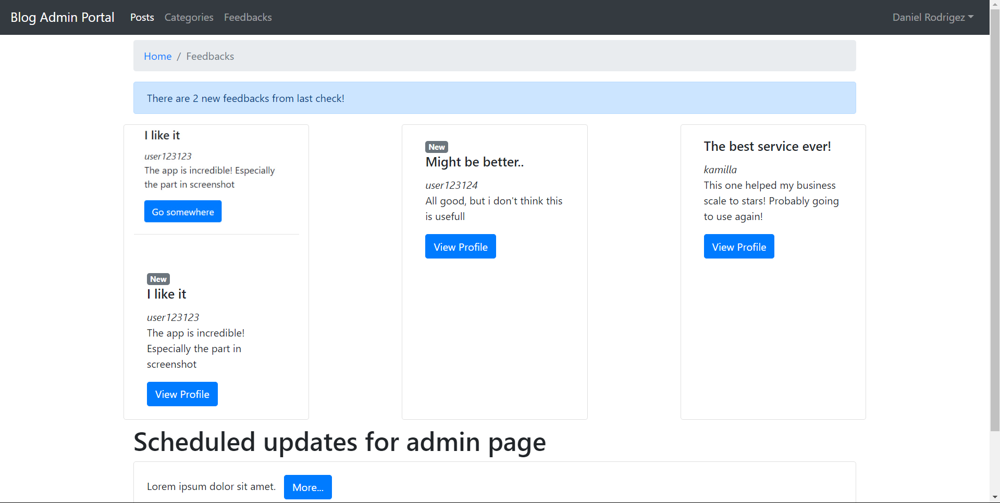 Blog Admin Portal Posts Categories Feedbacks Daniel Rodrigez
Home / Feedbacks
There are 2 new feedbacks from last check!
I like it
user123123
The app is incredible! Especially
the part in screenshot
Go somewhere
New
I like it
user123123
The app is incredible!
Especially the part in
screenshot
View Profile
New
Might be better..
user123124
All good, but i don't think this
is usefull
View Profile
The best service ever!
kamilla
This one helped my business
scale to stars! Probably going
to use again!
View Profile
Scheduled updates for admin page
Lorem ipsum dolor sit amet. More...